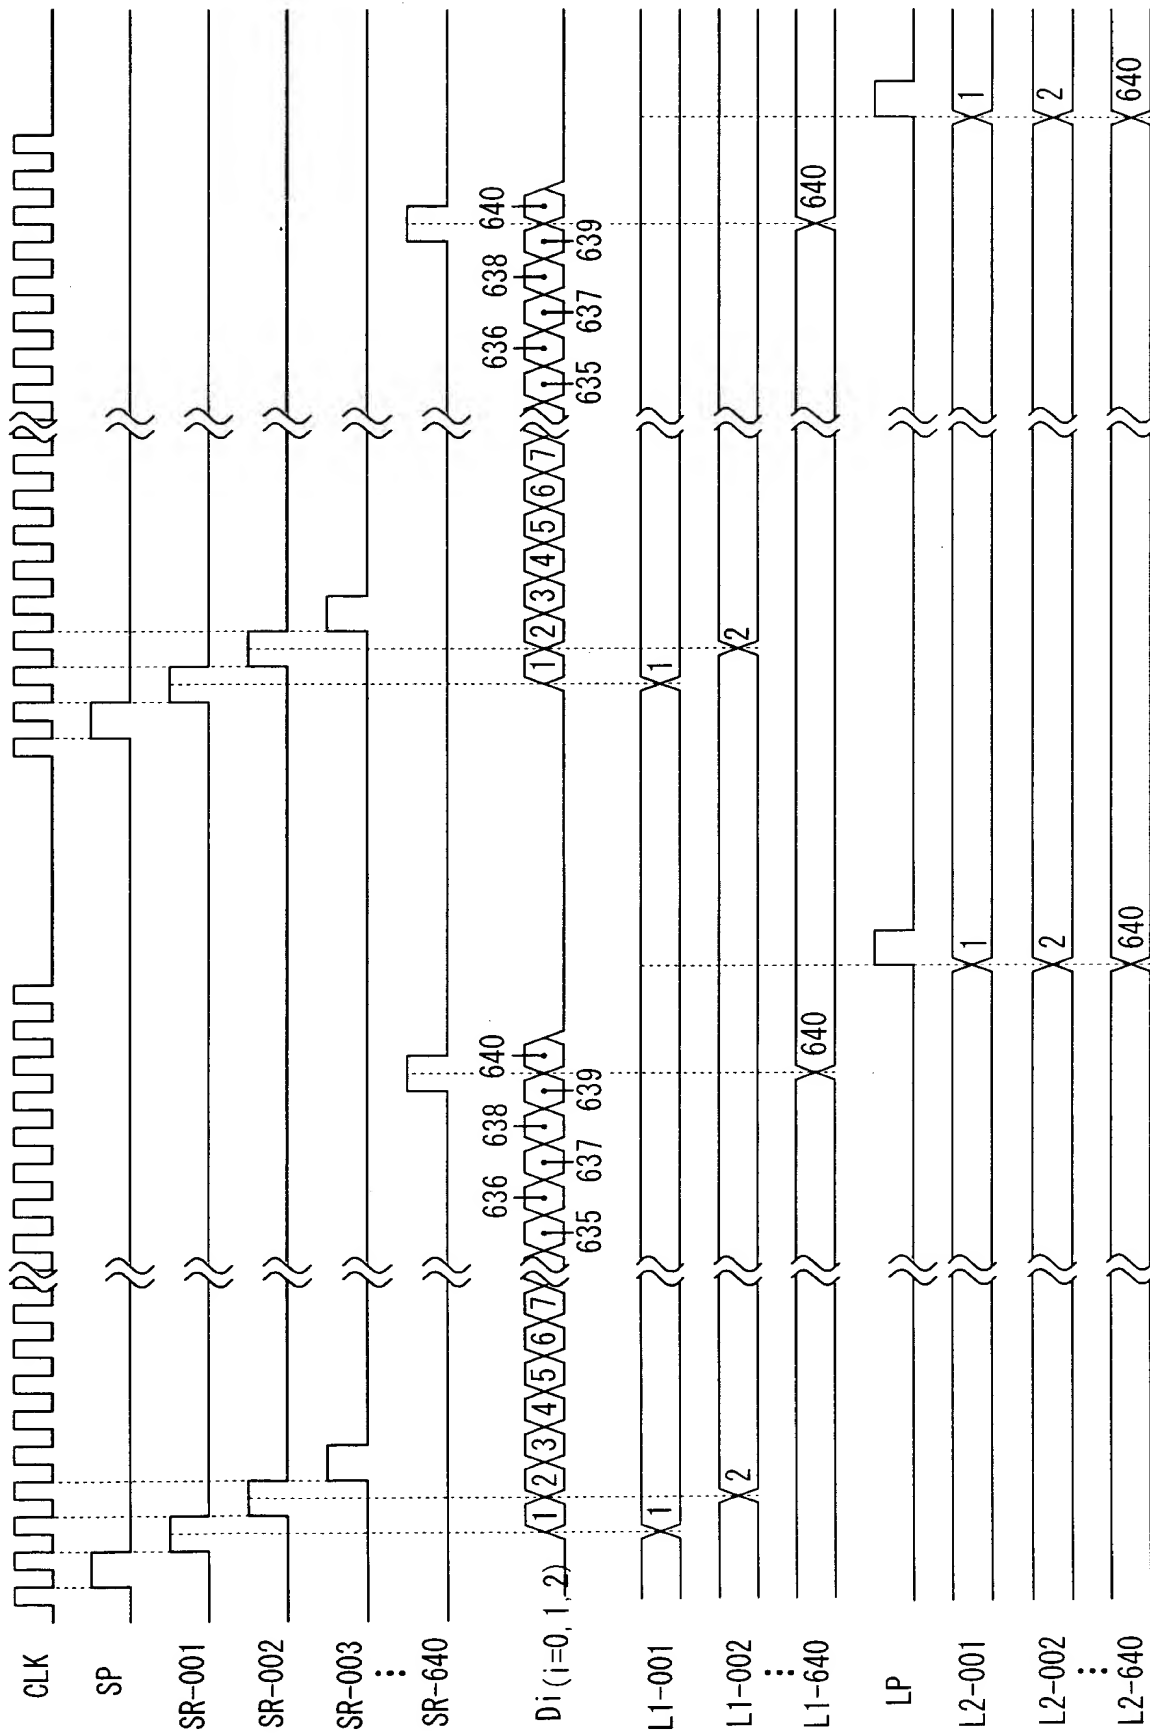 CLK
SP
SR-001
SR-002
SR-003
⋮
SR-640
Di(i=0, 1, 2) 1 2 3 4 5 6 7 635 636 637 638 639 640 1 2 3 4 5 6 7 635 636 637 638 639 640
L1-001 1 1
L1-002 2 2
⋮
L1-640 640 640
LP
L2-001 1 1
L2-002 2 2
⋮
L2-640 640 640